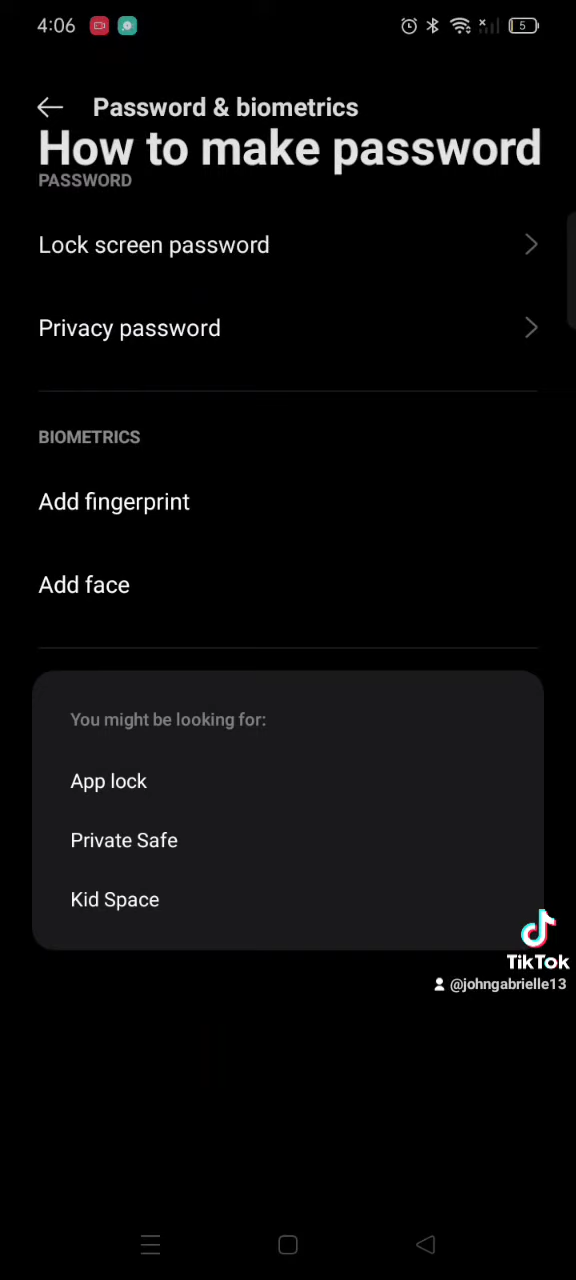 4:06
5
Password & biometrics
How to make password
PASSWORD
Lock screen password
Privacy password
BIOMETRICS
Add fingerprint
Add face
You might be looking for:
App lock
Private Safe
Kid Space
TikTok
@johngabrielle13